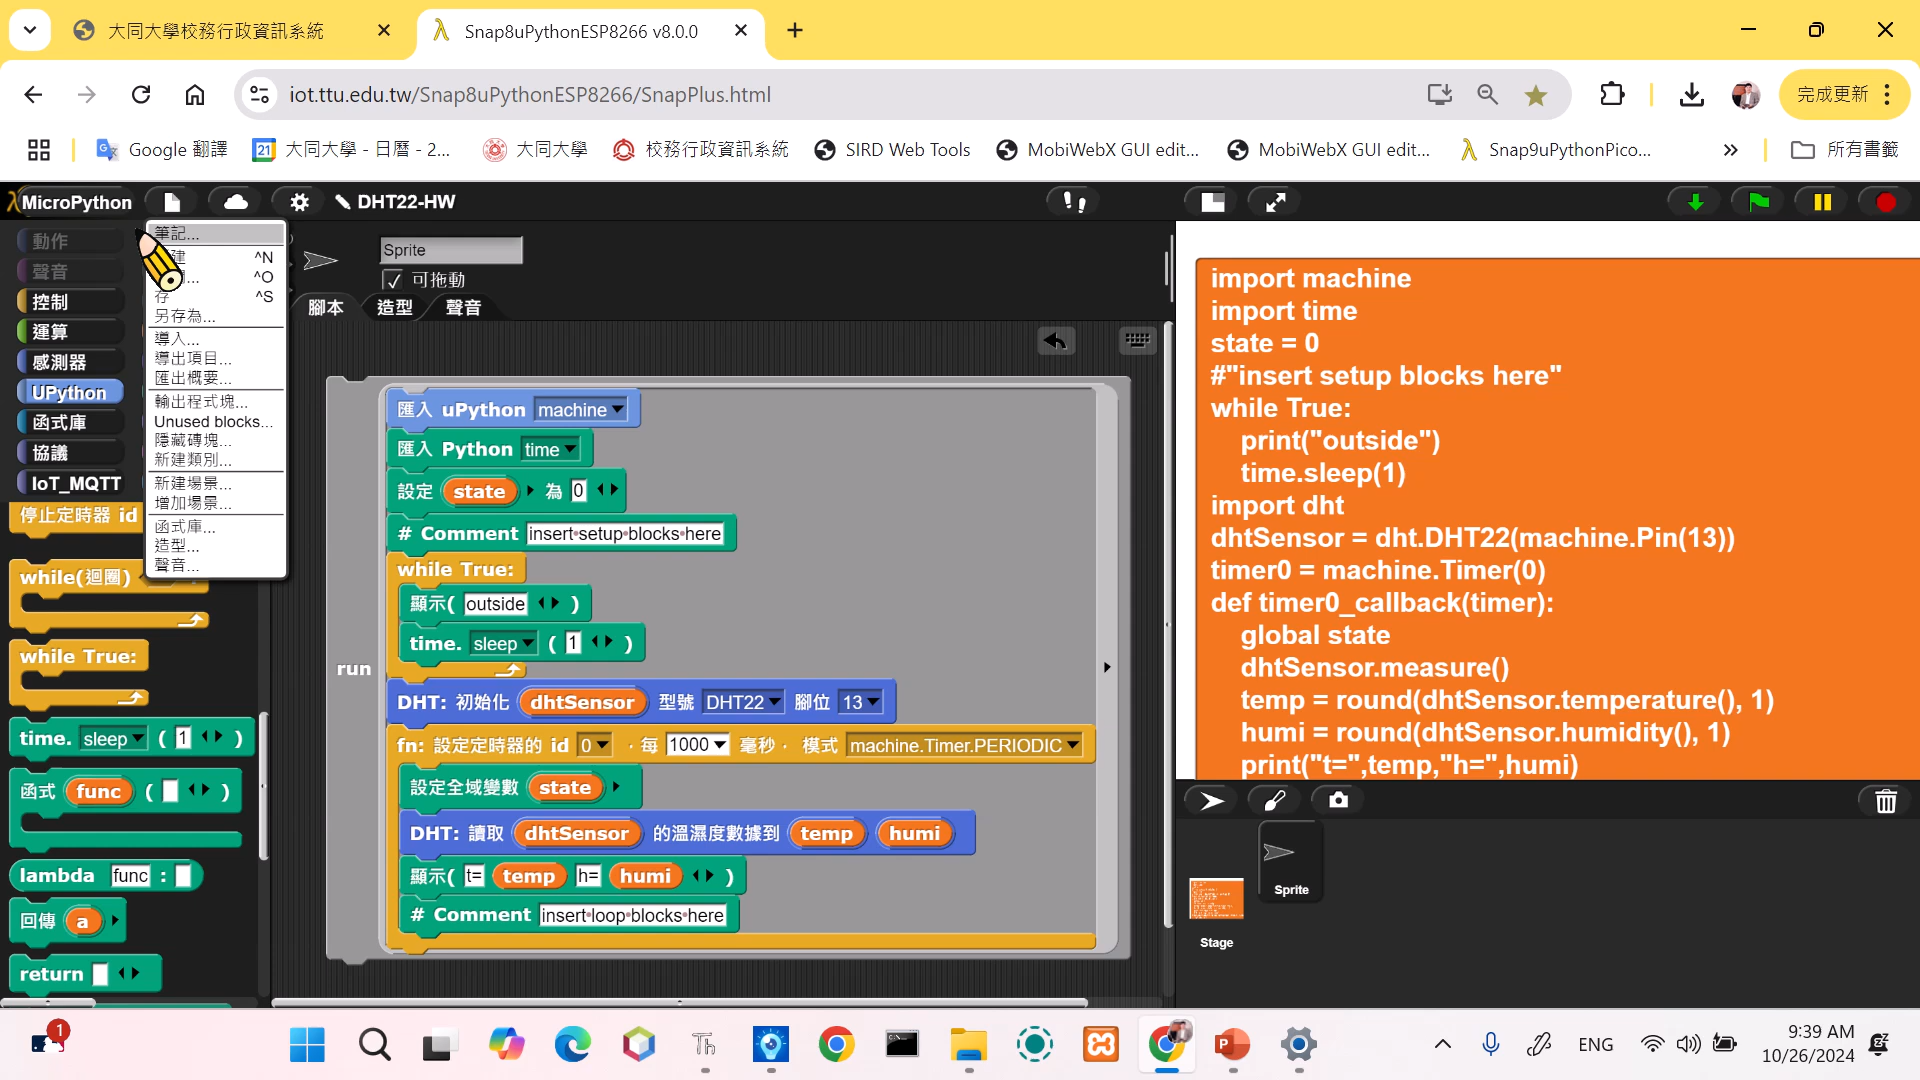 大同大學校務行政資訊系統
Snap8uPythonESP8266 v8.0.0
iot.ttu.edu.tw/Snap8uPythonESP8266/SnapPlus.html
完成更新
Google 翻譯
21
大同大學 - 日曆 - 2...
大同大學
校務行政資訊系統
SIRD Web Tools
MobiWebX GUI edit...
MobiWebX GUI edit...
Snap9uPythonPico...
所有書籤
MicroPython
DHT22-HW
動作
聲音
控制
運算
感測器
UPython
函式庫
協議
IoT_MQTT
筆記...
建 ^N
... ^O
存 ^S
另存為...
導入...
導出項目...
匯出概要...
輸出程式塊...
Unused blocks...
隱藏磚塊...
新建類別...
新建場景...
增加場景...
函式庫...
造型...
聲音...
停止定時器 id
while(迴圈)
while True:
time. sleep ( 1 )
函式 func ( )
lambda func :
回傳 a
return
Sprite
可拖動
腳本
造型
聲音
run
匯入 uPython machine
匯入 Python time
設定 state 為 0
# Comment insert setup blocks here
while True:
顯示( outside )
time. sleep ( 1 )
DHT: 初始化 dhtSensor 型號 DHT22 腳位 13
fn: 設定定時器的 id 0 , 每 1000 毫秒, 模式 machine.Timer.PERIODIC
設定全域變數 state
DHT: 讀取 dhtSensor 的溫濕度數據到 temp humi
顯示( t= temp h= humi )
# Comment insert loop blocks here
import machine
import time
state = 0
#"insert setup blocks here"
while True:
print("outside")
time.sleep(1)
import dht
dhtSensor = dht.DHT22(machine.Pin(13))
timer0 = machine.Timer(0)
def timer0_callback(timer):
global state
dhtSensor.measure()
temp = round(dhtSensor.temperature(), 1)
humi = round(dhtSensor.humidity(), 1)
print("t=",temp,"h=",humi)
Sprite
Stage
1
Th
ENG
9:39 AM
10/26/2024